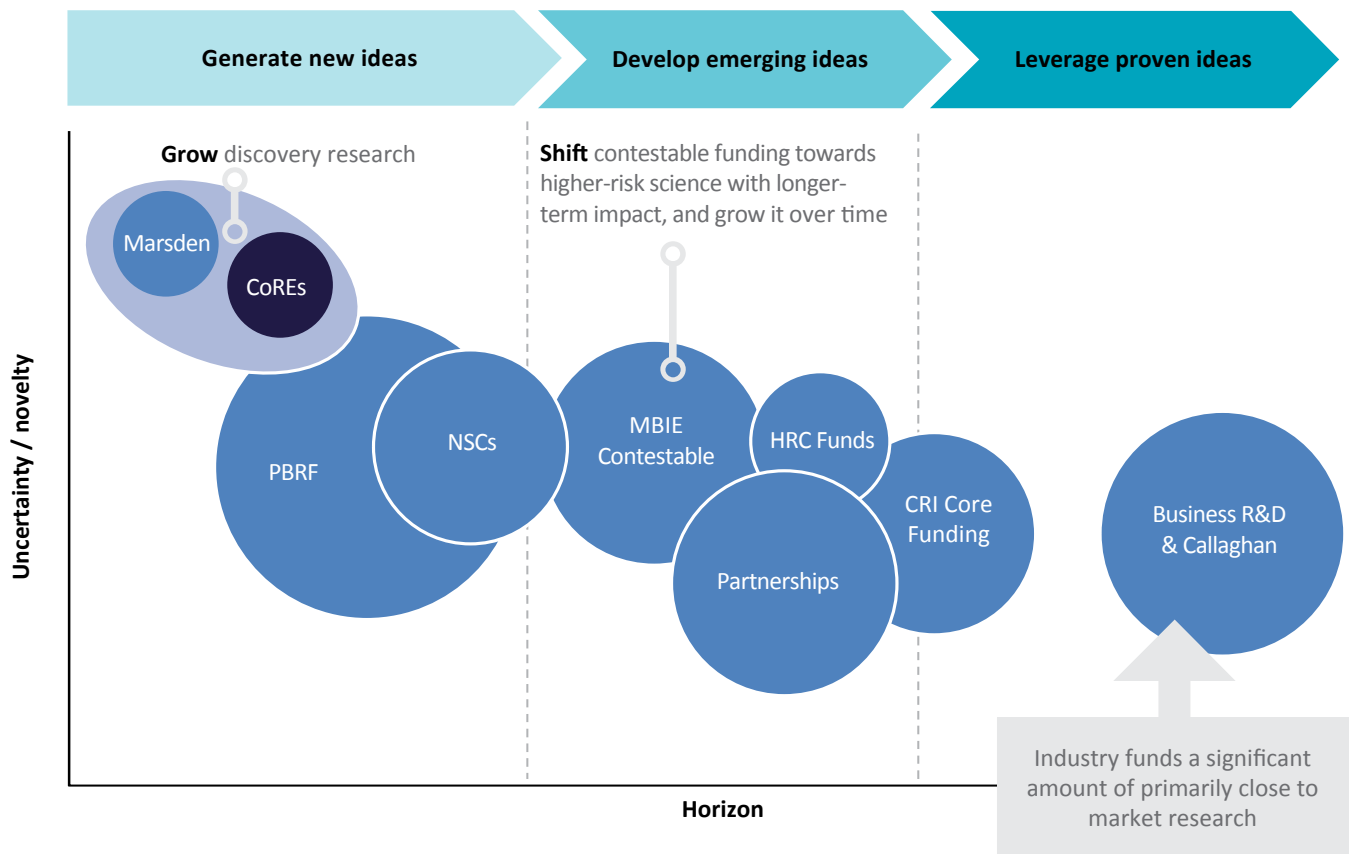 Generate new ideas
Develop emerging ideas
Leverage proven ideas
Grow discovery research
Shift contestable funding towards
higher-risk science with longer-
term impact, and grow it over time
Marsden
CoREs
PBRF
NSCs
MBIE
Contestable
HRC Funds
Partnerships
CRI Core
Funding
Business R&D
& Callaghan
Uncertainty / novelty
Horizon
Industry funds a significant
amount of primarily close to
market research